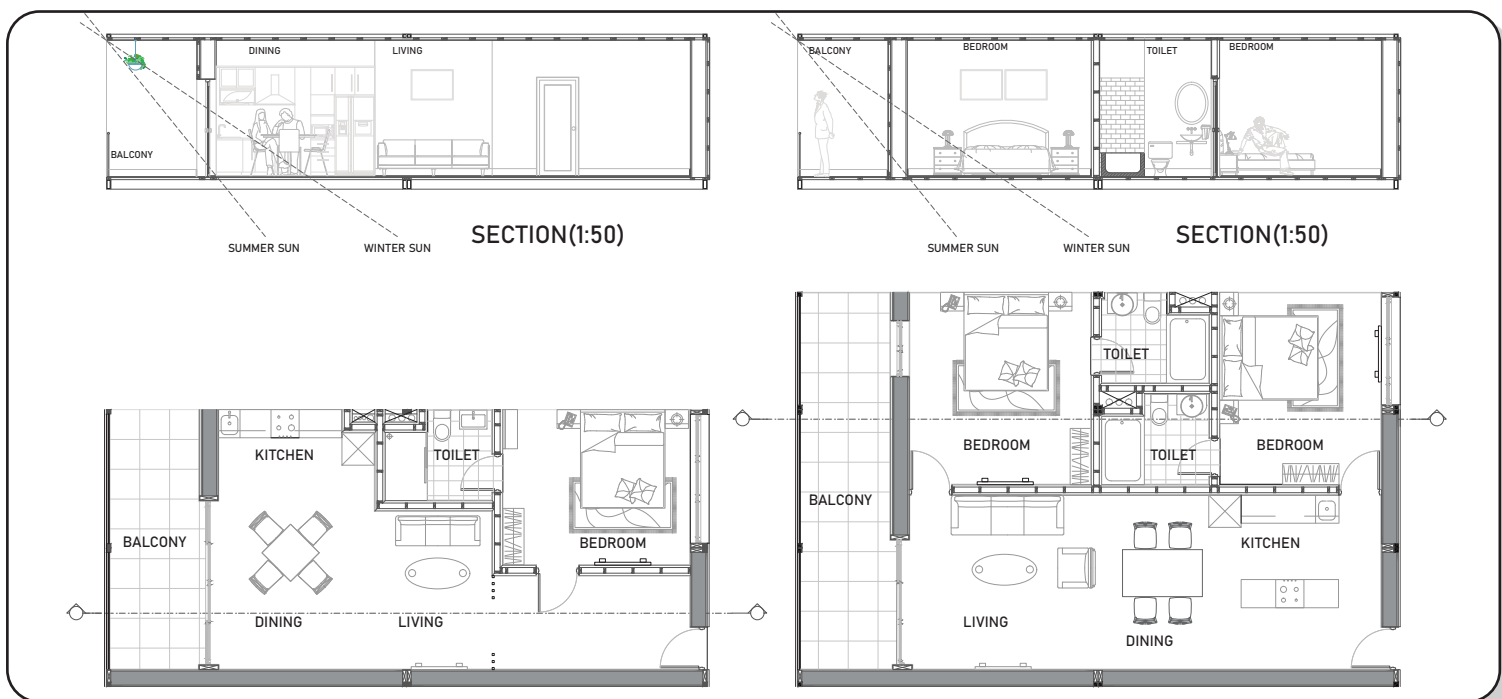 DINING
LIVING
BALCONY
SUMMER SUN
WINTER SUN
SECTION(1:50)
BALCONY
BEDROOM
TOILET
BEDROOM
SUMMER SUN
WINTER SUN
SECTION(1:50)
KITCHEN
TOILET
BALCONY
BEDROOM
DINING
LIVING
TOILET
BEDROOM
TOILET
BEDROOM
BALCONY
KITCHEN
LIVING
DINING